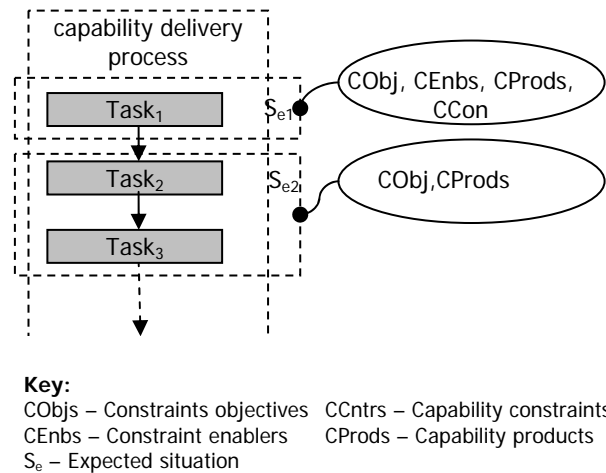 capability delivery
process
Task1
Se1
CObj, CEnbs, CProds,
CCon
Task2
Se2
CObj,CProds
Task3
Key:
CObjs – Constraints objectives CCntrs – Capability constraints
CEnbs – Constraint enablers CProds – Capability products
Se – Expected situation